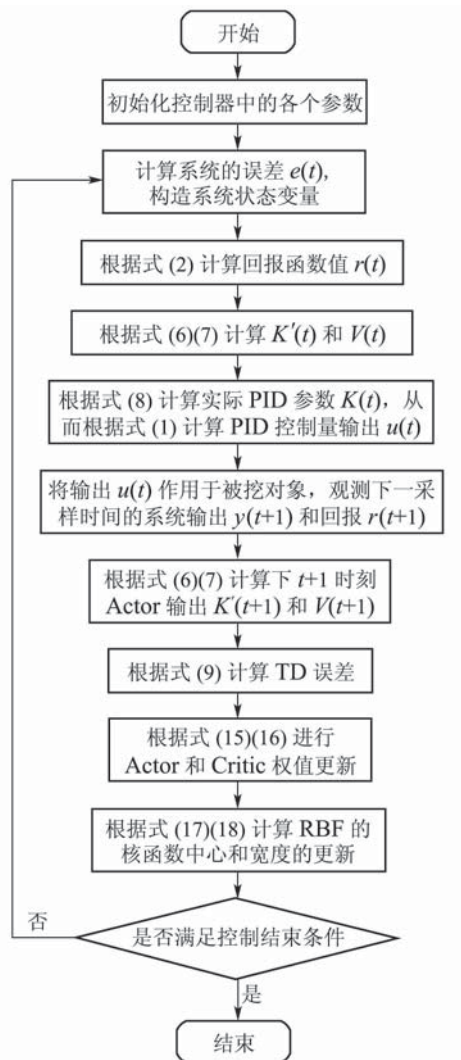 开始
初始化控制器中的各个参数
计算系统的误差 e(t),
构造系统状态变量
根据式 (2) 计算回报函数值 r(t)
根据式 (6)(7) 计算 K′(t) 和 V(t)
根据式 (8) 计算实际 PID 参数 K(t)，从
而根据式 (1) 计算 PID 控制量输出 u(t)
将输出 u(t) 作用于被挖对象，观测下一采
样时间的系统输出 y(t+1) 和回报 r(t+1)
根据式 (6)(7) 计算下 t+1 时刻
Actor 输出 K′(t+1) 和 V(t+1)
根据式 (9) 计算 TD 误差
根据式 (15)(16) 进行
Actor 和 Critic 权值更新
根据式 (17)(18) 计算 RBF 的
核函数中心和宽度的更新
否
是否满足控制结束条件
是
结束